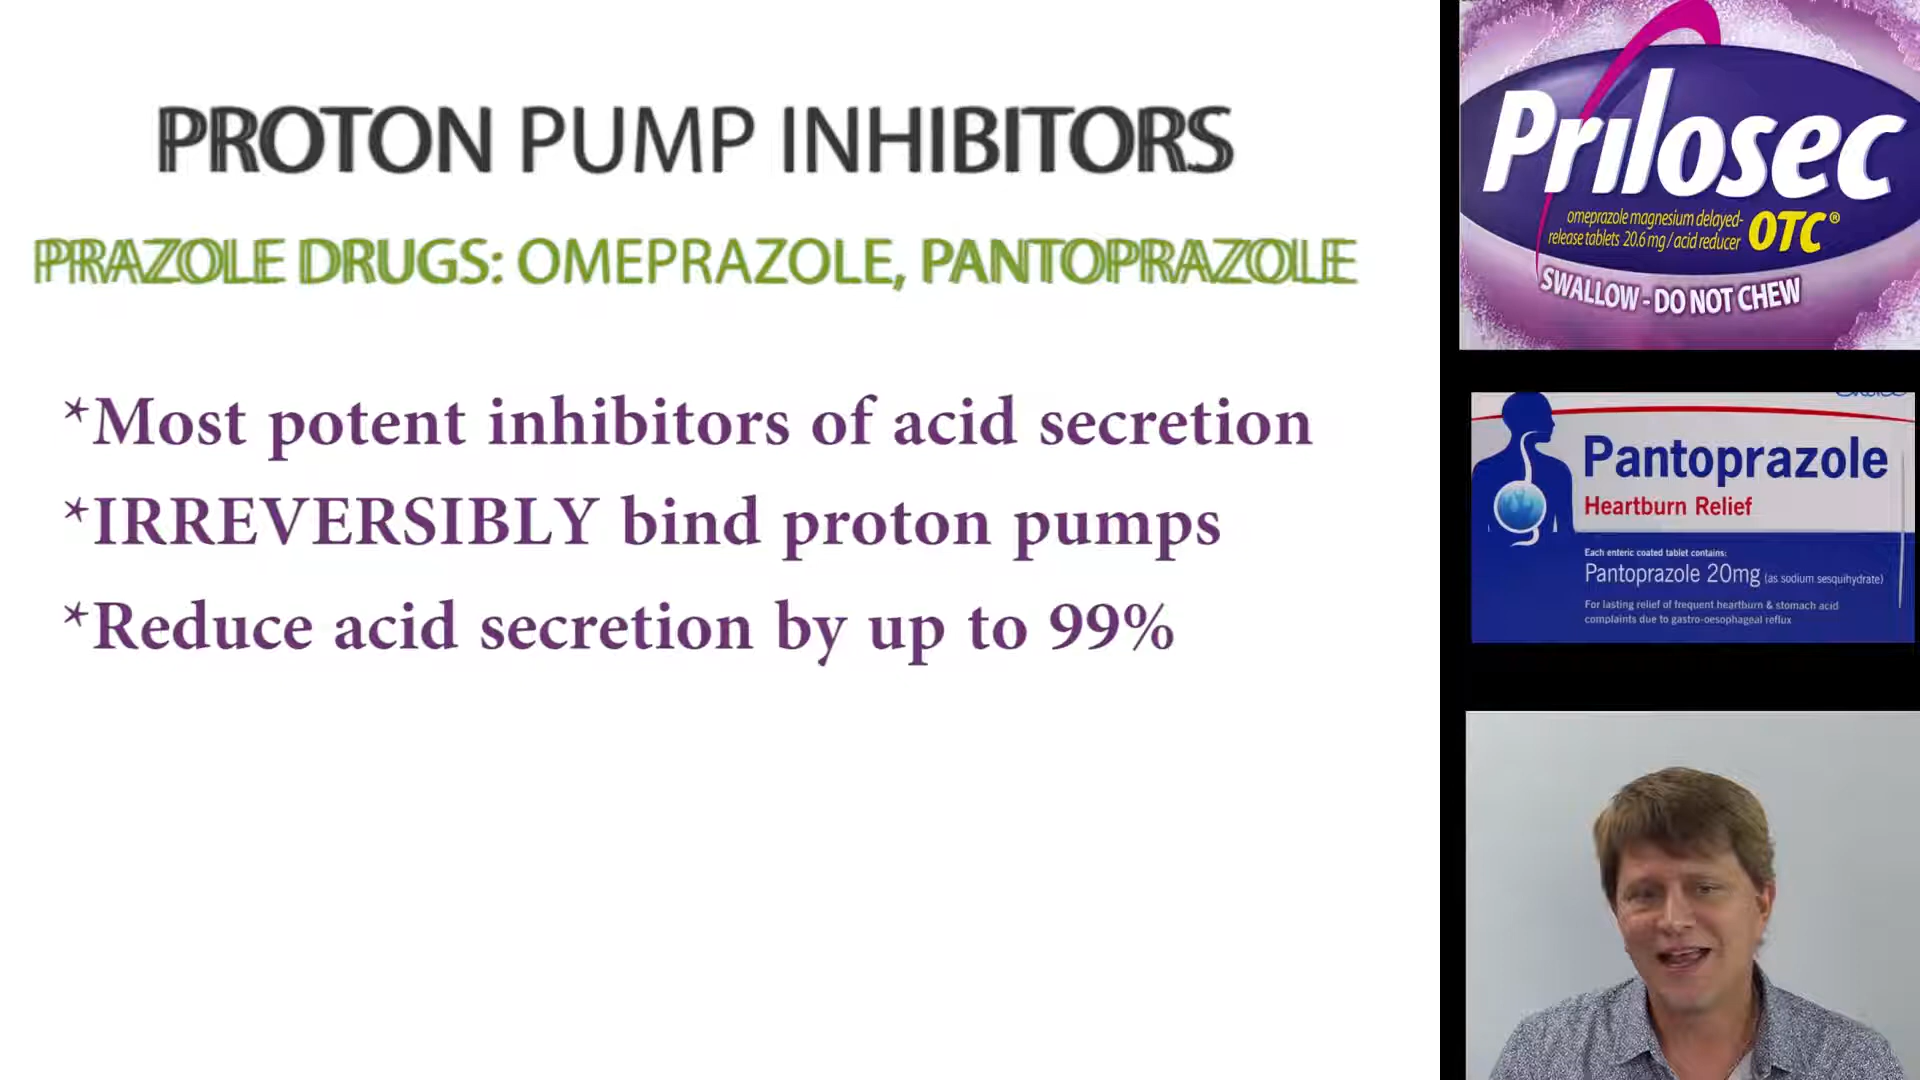 PROTON PUMP INHIBITORS
PRAZOLE DRUGS: OMEPRAZOLE, PANTOPRAZOLE
*Most potent inhibitors of acid secretion
*IRREVERSIBLY bind proton pumps
*Reduce acid secretion by up to 99%
Prilosec
omeprazole magnesium delayed-
release tablets 20.6 mg / acid reducer
OTC®
SWALLOW - DO NOT CHEW
Pantoprazole
Heartburn Relief
Each enteric coated tablet contains:
Pantoprazole 20mg (as sodium sesquihydrate)
For lasting relief of frequent heartburn & stomach acid
complaints due to gastro-oesophageal reflux